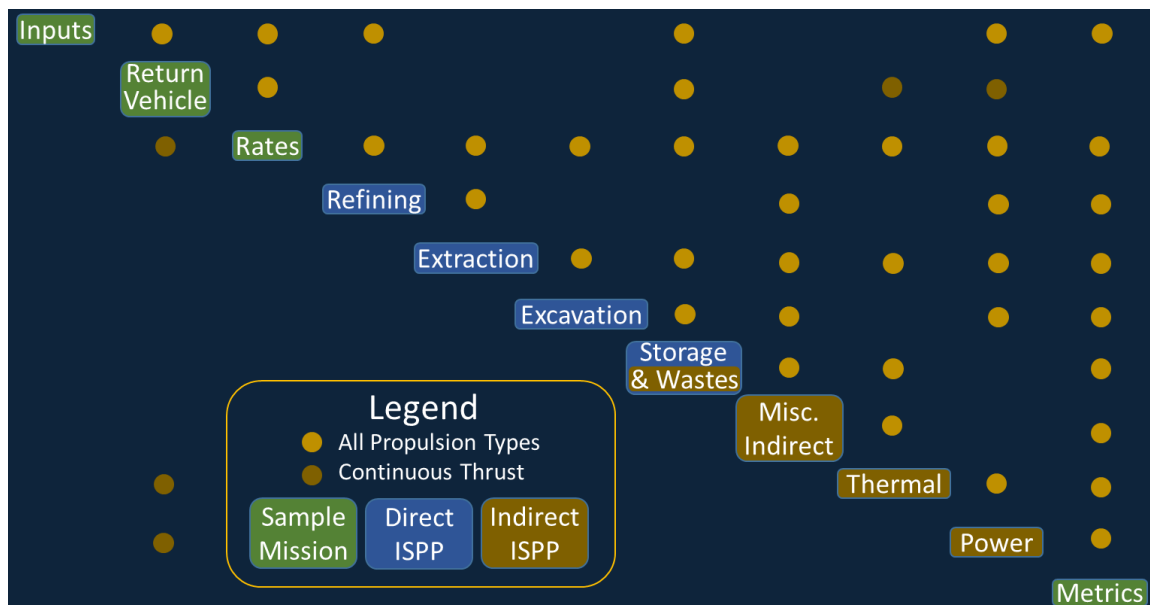 Inputs
Return
Vehicle
Rates
Refining
Extraction
Excavation
Storage
& Wastes
Misc.
Indirect
Thermal
Power
Metrics
Legend
All Propulsion Types
Continuous Thrust
Sample
Mission
Direct
ISPP
Indirect
ISPP